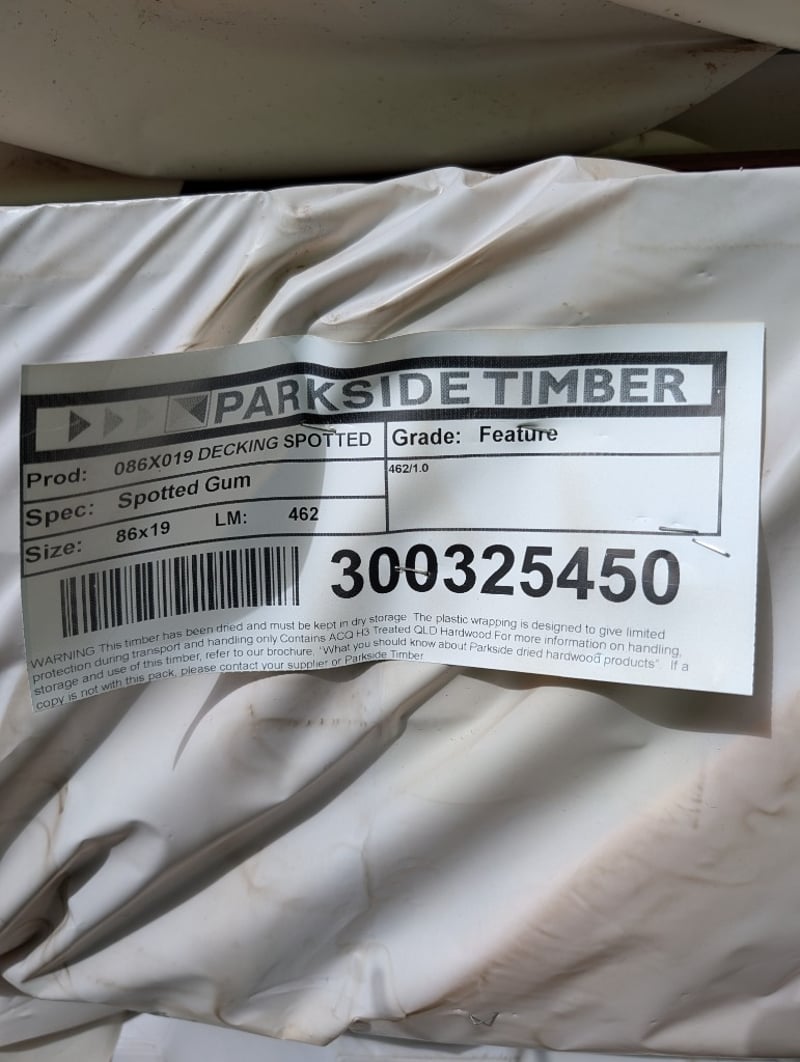 PARKSIDE TIMBER
Prod: 086X019 DECKING SPOTTED
Grade: Feature
Spec: Spotted Gum
462/1.0
Size: 86x19 LM: 462
300325450
WARNING This timber has been dried and must be kept in dry storage The plastic wrapping is designed to give limited
protection during transport and handling only. Contains ACQ H3 Treated QLD Hardwood For more information on handling,
storage and use of this timber, refer to our brochure. 'What you should know about Parkside dried hardwood products". If a
copy is not with this pack, please contact your supplier or Parkside Timber